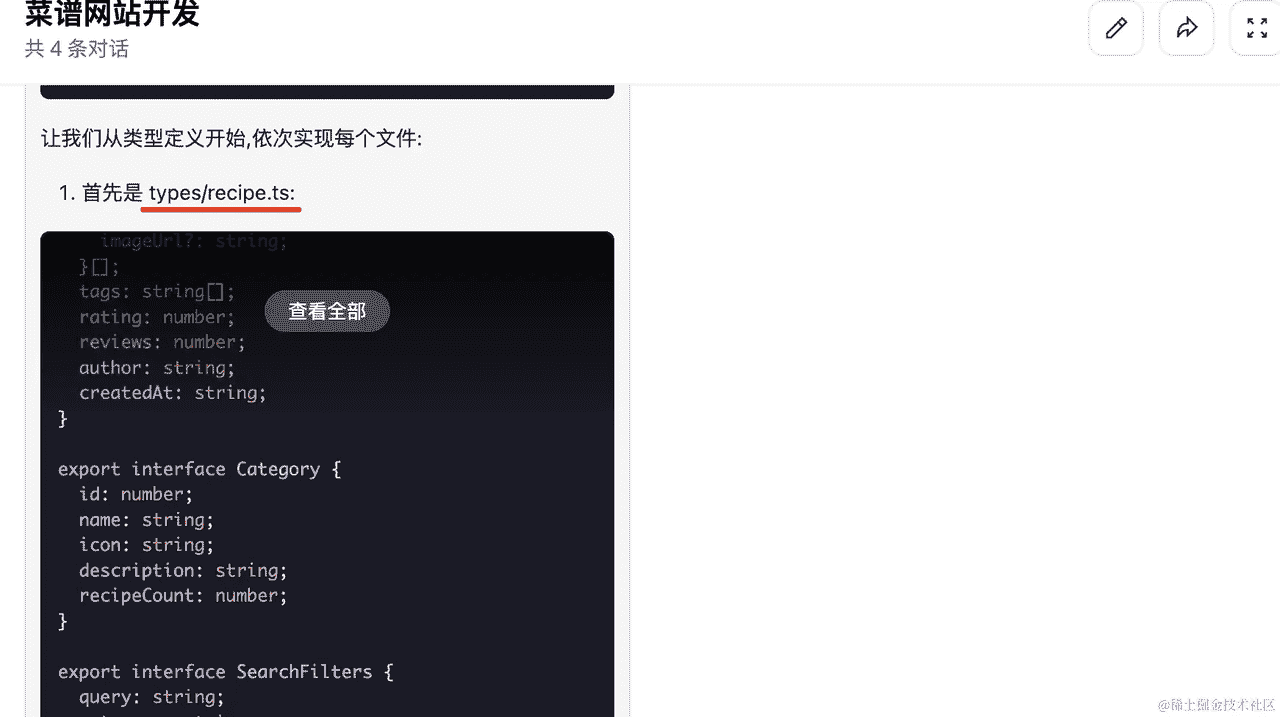 菜谱网站开发
共 4 条对话
让我们从类型定义开始,依次实现每个文件:
1. 首先是 types/recipe.ts:
imageUrl?: string;
}[];
tags: string[];
rating: number;
查看全部
reviews: number;
author: string;
createdAt: string;
}
export interface Category {
id: number;
name: string;
icon: string;
description: string;
recipeCount: number;
}
export interface SearchFilters {
query: string;
@稀土掘金技术社区